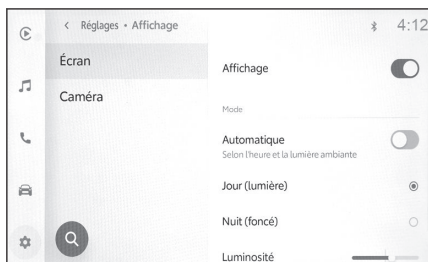 < Réglages • Affichage
4:12
Écran
Caméra
Affichage
Mode
Automatique
Selon l'heure et la lumière ambiante
Jour (lumière)
Nuit (foncé)
Luminosité